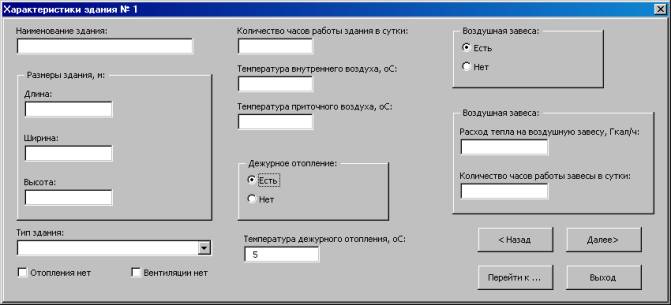 Характеристики здания № 1
Наименование здания:
Размеры здания, м:
Длина:
Ширина:
Высота:
Тип здания:
Отопления нет
Вентиляции нет
Количество часов работы здания в сутки:
Температура внутреннего воздуха, оС:
Температура приточного воздуха, оС:
Дежурное отопление:
Есть
Нет
Температура дежурного отопления, оС:
5
Воздушная завеса:
Есть
Нет
Воздушная завеса:
Расход тепла на воздушную завесу, Гкал/ч:
Количество часов работы завесы в сутки:
< Назад
Далее>
Перейти к ...
Выход